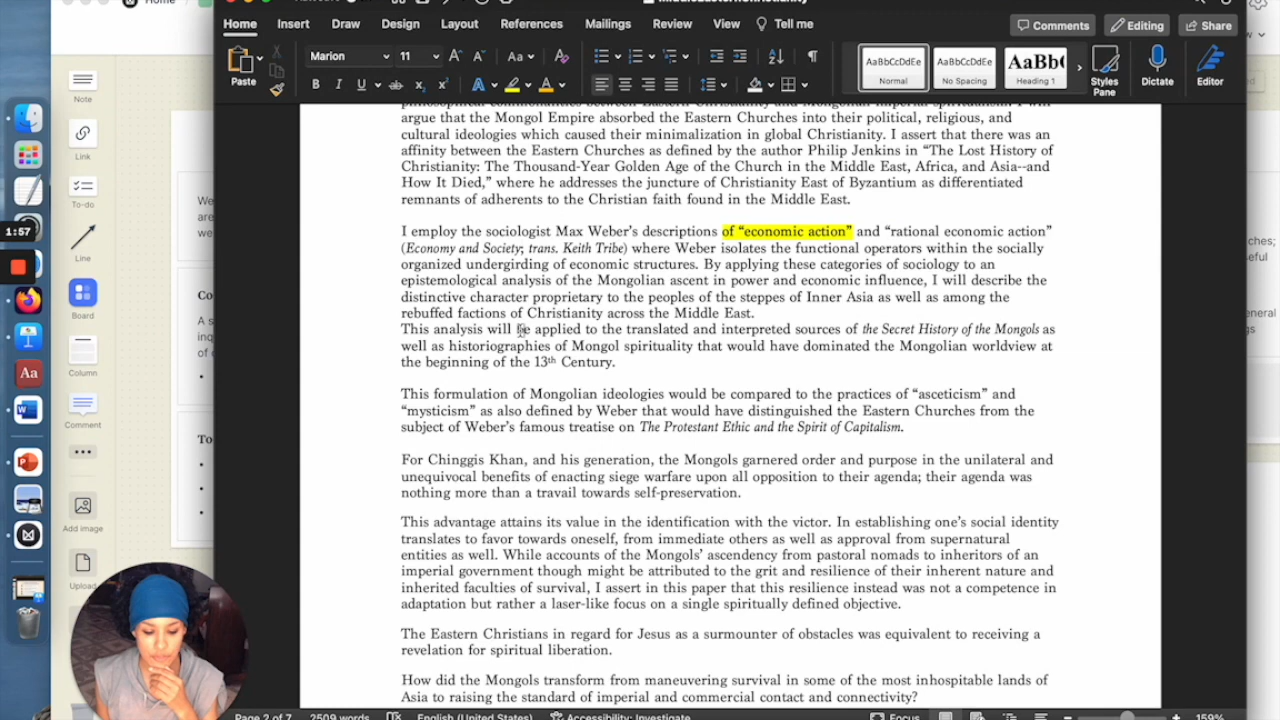 Home
MiddleEasternChristianity
Home Insert Draw Design Layout References Mailings Review View Tell me
Comments Editing Share
Paste
Marion 11
Aa
B I U ab x x A A
AaBbCcDdEe
Normal
AaBbCcDdEe
No Spacing
AaBb(
Heading 1
Styles
Pane
Dictate
Editor
Note
Link
To-do
Line
Board
Column
Comment
Add image
Upload
1:57
Aa
We
are
we
Co
A s
inq
of
To
argue that the Mongol Empire absorbed the Eastern Churches into their political, religious, and
cultural ideologies which caused their minimalization in global Christianity. I assert that there was an
affinity between the Eastern Churches as defined by the author Philip Jenkins in “The Lost History of
Christianity: The Thousand-Year Golden Age of the Church in the Middle East, Africa, and Asia--and
How It Died,” where he addresses the juncture of Christianity East of Byzantium as differentiated
remnants of adherents to the Christian faith found in the Middle East.
I employ the sociologist Max Weber’s descriptions of “economic action” and “rational economic action”
(Economy and Society; trans. Keith Tribe) where Weber isolates the functional operators within the socially
organized underginding of economic structures. By applying these categories of sociology to an
epistemological analysis of the Mongolian ascent in power and economic influence, I will describe the
distinctive character proprietary to the peoples of the steppes of Inner Asia as well as among the
rebuffed factions of Christianity across the Middle East.
This analysis will be applied to the translated and interpreted sources of the Secret History of the Mongols as
well as historiographies of Mongol spirituality that would have dominated the Mongolian worldview at
the beginning of the 13th Century.
This formulation of Mongolian ideologies would be compared to the practices of “asceticism” and
“mysticism” as also defined by Weber that would have distinguished the Eastern Churches from the
subject of Weber’s famous treatise on The Protestant Ethic and the Spirit of Capitalism.
For Chinggis Khan, and his generation, the Mongols garnered order and purpose in the unilateral and
unequivocal benefits of enacting siege warfare upon all opposition to their agenda; their agenda was
nothing more than a travail towards self-preservation.
This advantage attains its value in the identification with the victor. In establishing one’s social identity
translates to favor towards oneself, from immediate others as well as approval from supernatural
entities as well. While accounts of the Mongols’ ascendency from pastoral nomads to inheritors of an
imperial government though might be attributed to the grit and resilience of their inherent nature and
inherited faculties of survival, I assert in this paper that this resilience instead was not a competence in
adaptation but rather a laser-like focus on a single spiritually defined objective.
The Eastern Christians in regard for Jesus as a surmounter of obstacles was equivalent to receiving a
revelation for spiritual liberation.
How did the Mongols transform from maneuvering survival in some of the most inhospitable lands of
Asia to raising the standard of imperial and commercial contact and connectivity?
Page 2 of 7 2509 words English (United States) Accessibility: Investigate Focus 159%